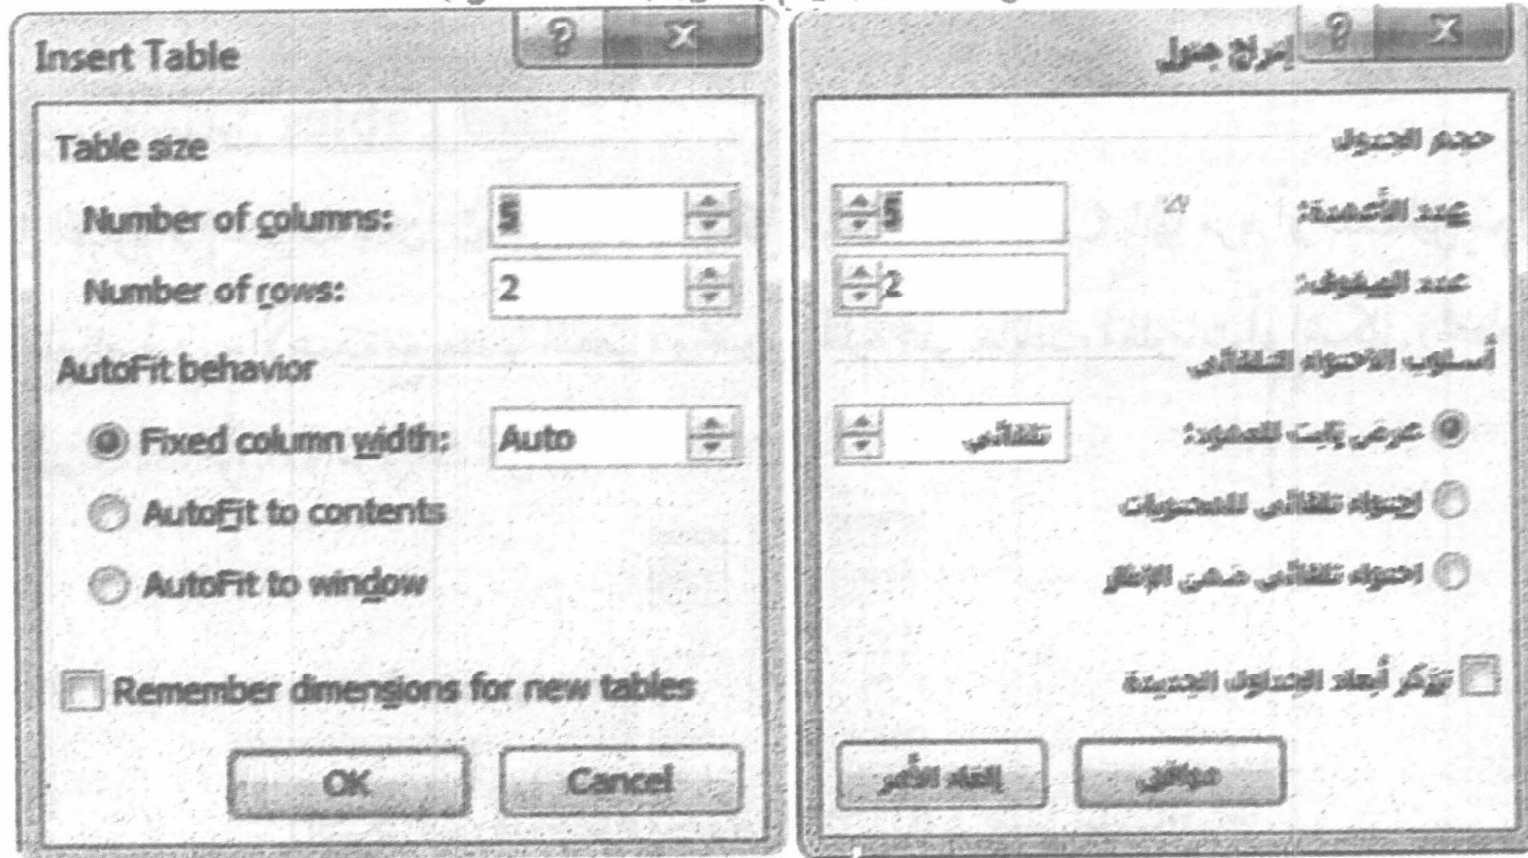 Insert Table
Table size
Number of columns: 5
Number of rows: 2
AutoFit behavior
Fixed column width: Auto
AutoFit to contents
AutoFit to window
Remember dimensions for new tables
OK Cancel
إدراج جدول
حجم الجدول
عدد الأعمدة: 5
عدد الصفوف: 2
أسلوب الاحتواء التلقائي
عرض ثابت للعمود: تلقائي
احتواء تلقائي للمحتويات
احتواء تلقائي ضمن الإطار
تذكر أبعاد الجداول الجديدة
موافق إلغاء الأمر